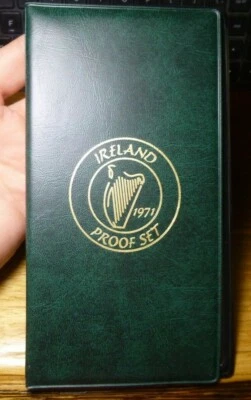 IRELAND
1971
PROOF SET